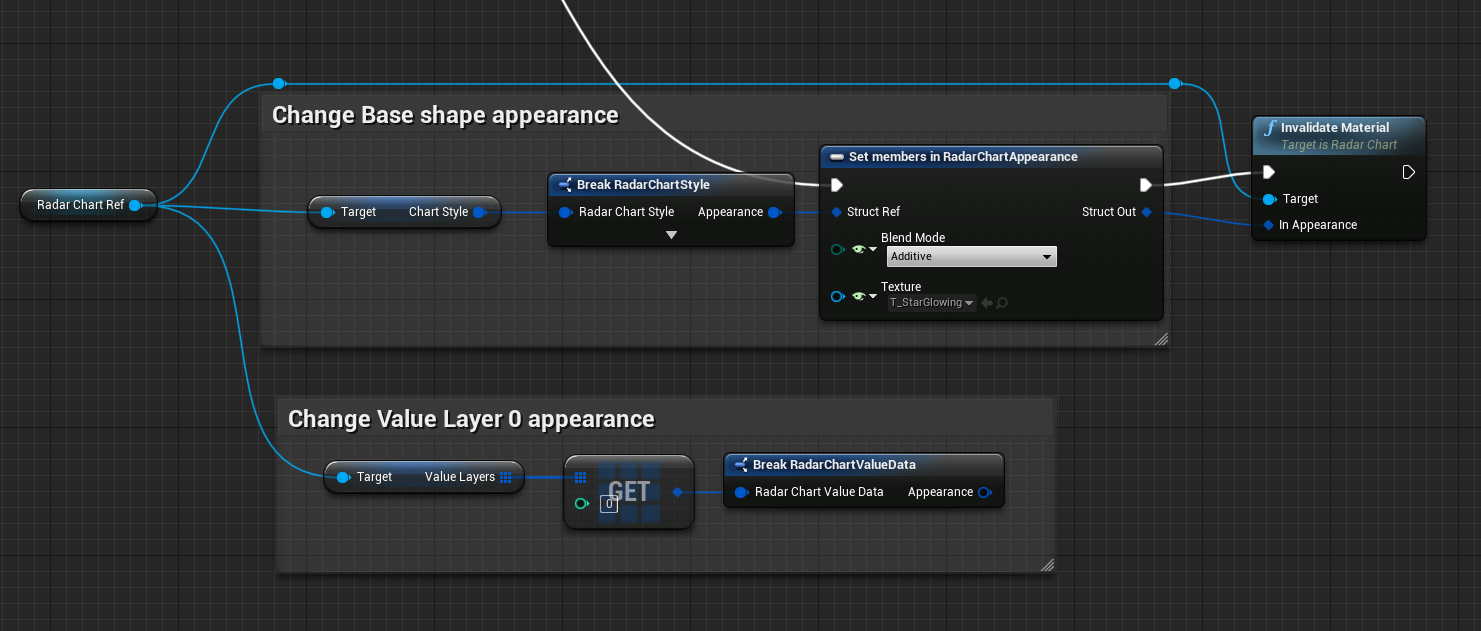 Change Base shape appearance
Invalidate Material
Target is Radar Chart
Set members in RadarChartAppearance
Radar Chart Ref
Target Chart Style
Break RadarChartStyle
Radar Chart Style Appearance
Struct Ref Struct Out
Blend Mode
Additive
Texture
T_StarGlowing
Target
In Appearance
Change Value Layer 0 appearance
Target Value Layers
GET
0
Break RadarChartValueData
Radar Chart Value Data Appearance